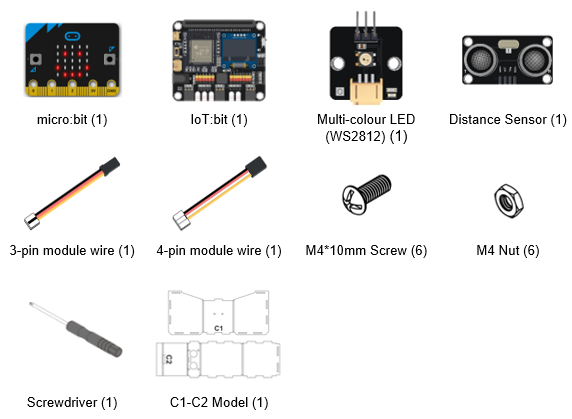 micro:bit (1)
IoT:bit (1)
Multi-colour LED
(WS2812) (1)
Distance Sensor (1)
3-pin module wire (1)
4-pin module wire (1)
M4*10mm Screw (6)
M4 Nut (6)
C1
C2
Screwdriver (1)
C1-C2 Model (1)